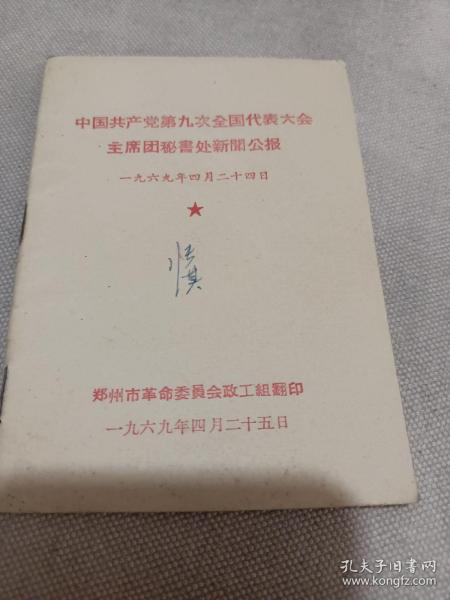 中国共产党第九次全国代表大会
主席团秘書处新聞公报
一九六九年四月二十四日
郑州市革命委員会政工組翻印
一九六九年四月二十五日
孔夫子旧书网
www.kongfz.com